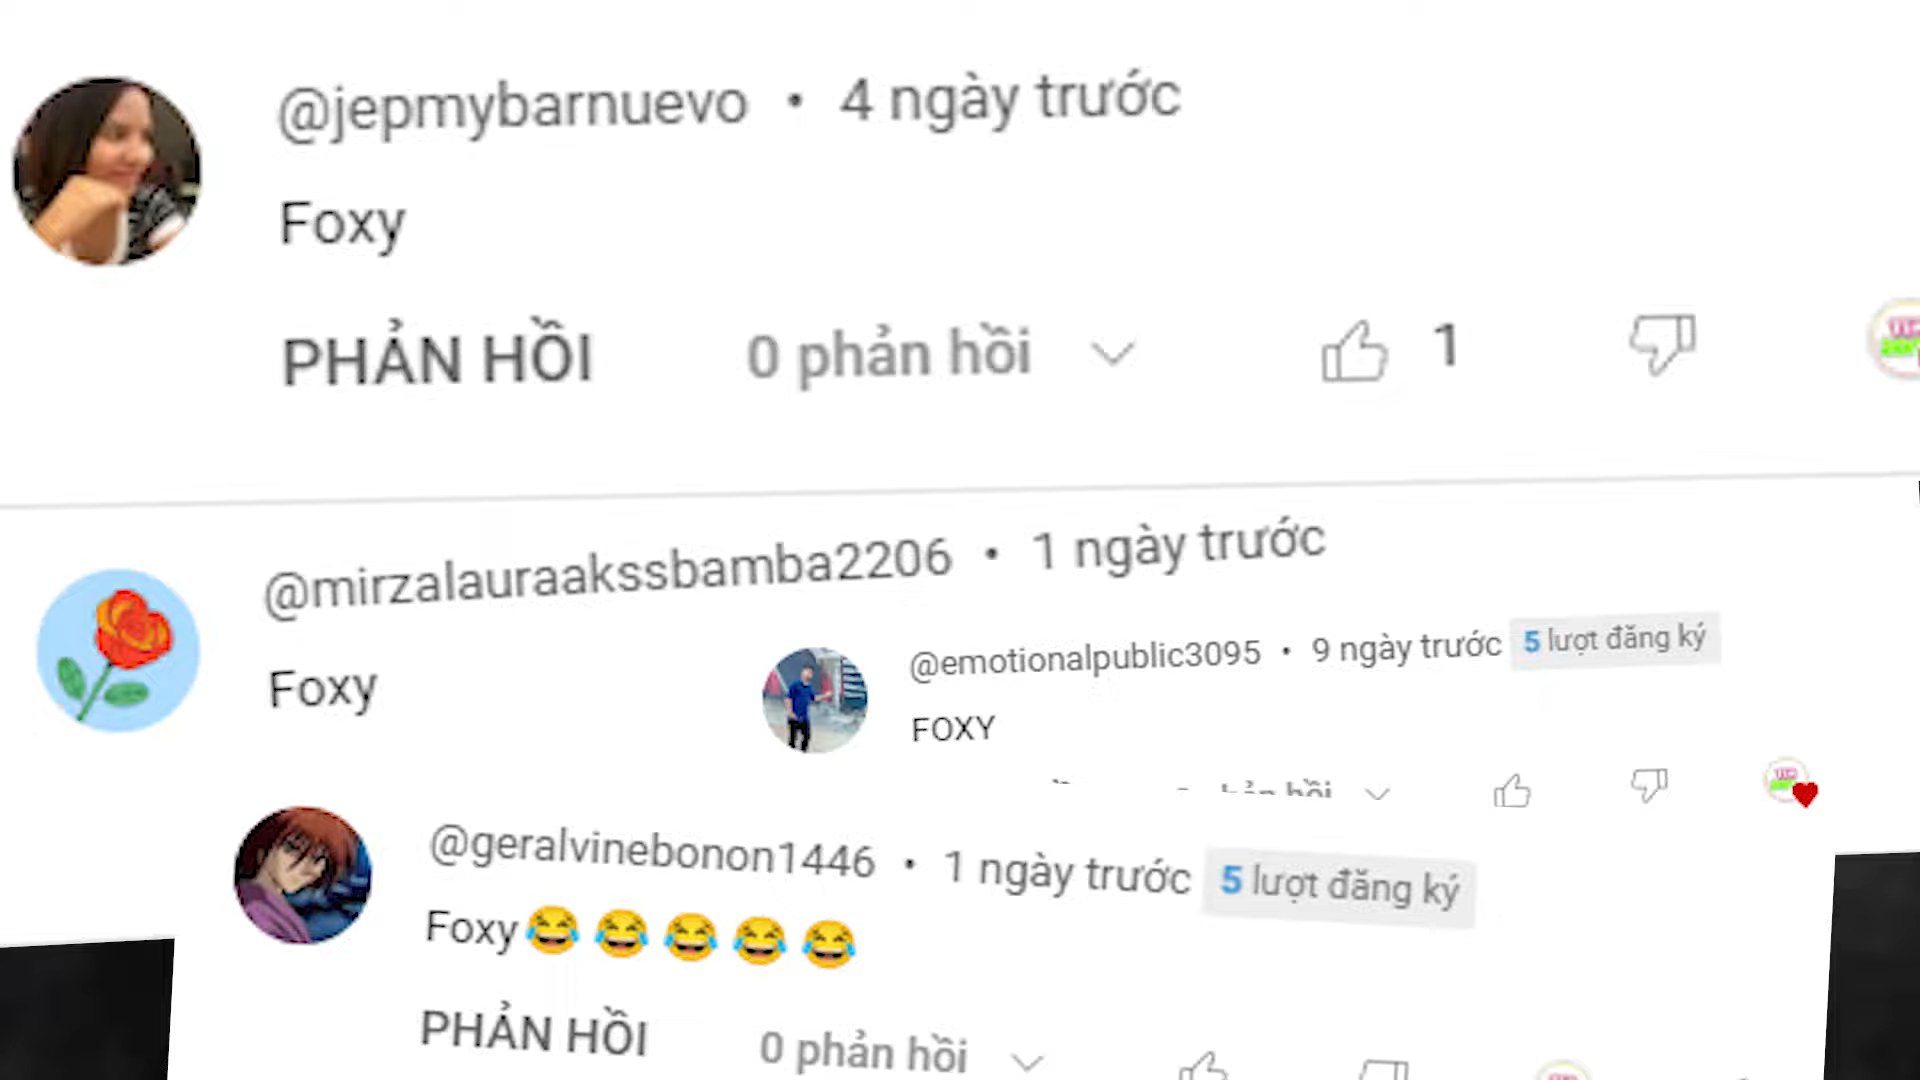 @jepmybarnuevo • 4 ngày trước
Foxy
PHẢN HỒI 0 phản hồi 1
@mirzalauraakssbamba2206 • 1 ngày trước
Foxy
@emotionalpublic3095 • 9 ngày trước 5 lượt đăng ký
FOXY
@geralvinebonon1446 • 1 ngày trước 5 lượt đăng ký
Foxy😂😂😂😂😂
PHẢN HỒI 0 phản hồi